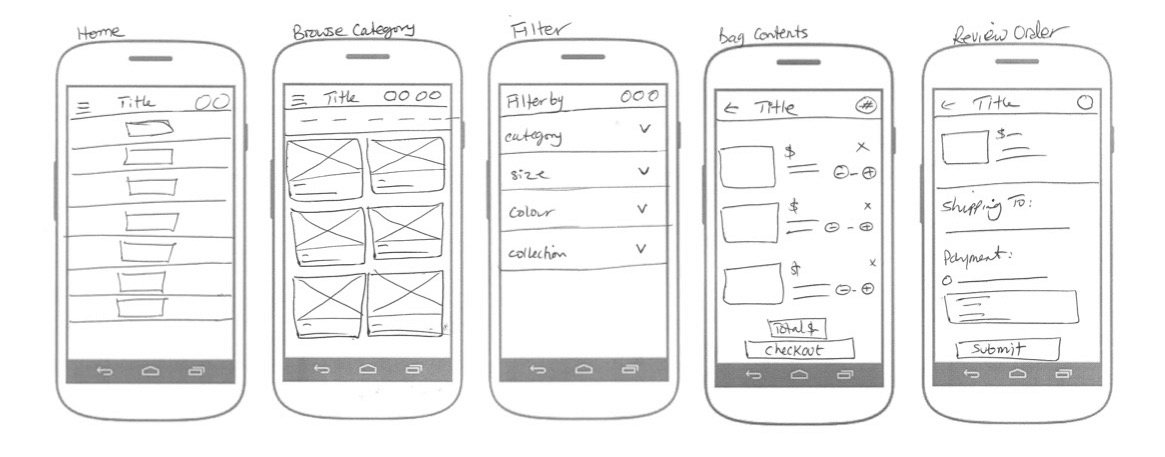 Home
Title
Browse Category
Title
Filter
Filter by
category
size
colour
collection
Bag Contents
Title #
$
$
$
Total $
Checkout
Review Order
Title
$
Shipping To:
Payment:
Submit